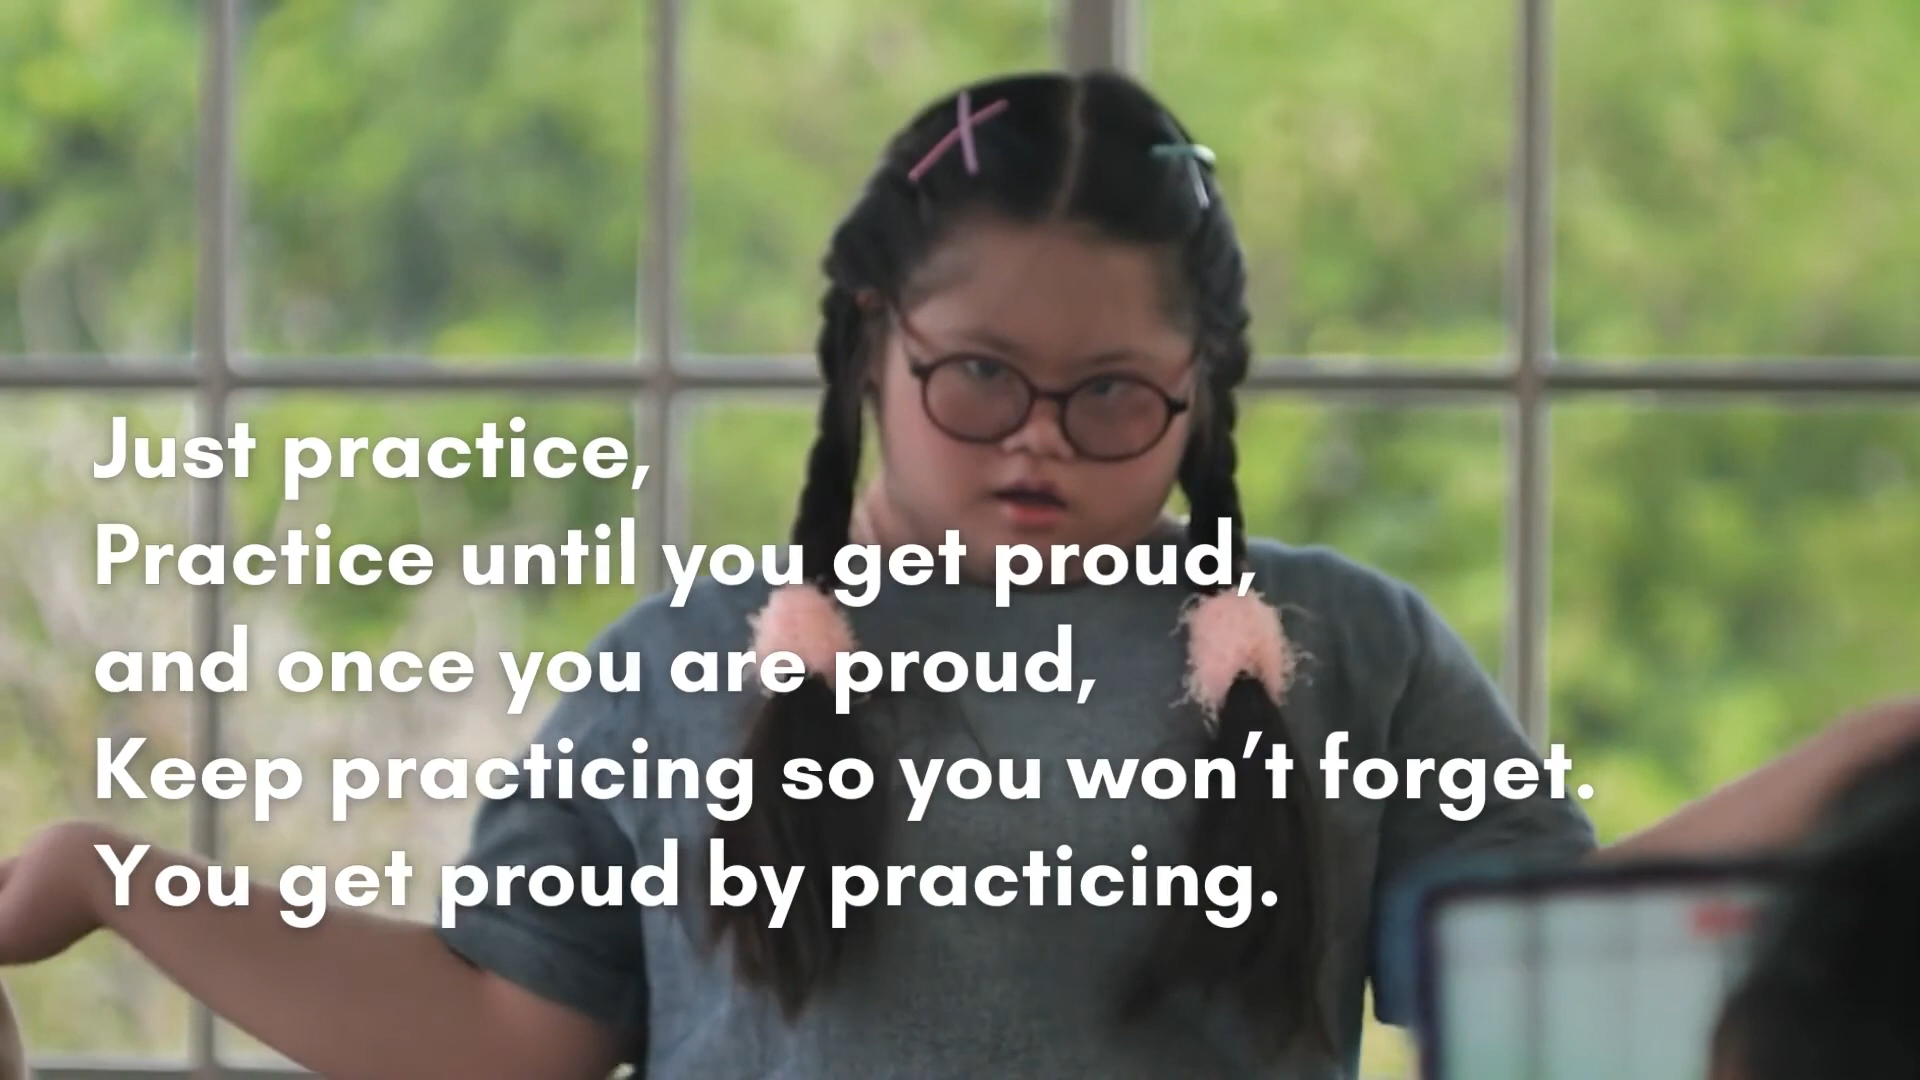 Just practice,
Practice until you get proud,
and once you are proud,
Keep practicing so you won’t forget.
You get proud by practicing.